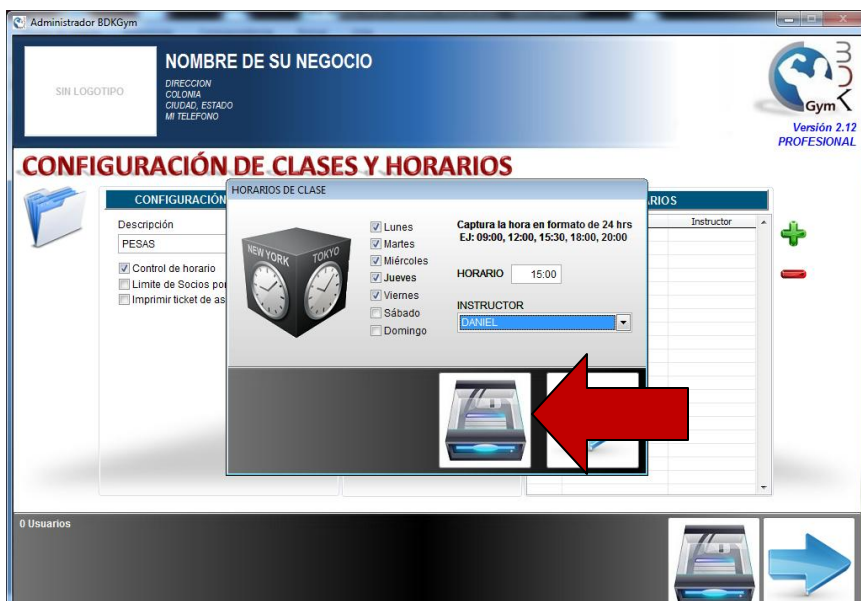 Administrador BDKGym
SIN LOGOTIPO
NOMBRE DE SU NEGOCIO
DIRECCION
COLONIA
CIUDAD, ESTADO
MI TELEFONO
BDK
Gym
Versión 2.12
PROFESIONAL
CONFIGURACIÓN DE CLASES Y HORARIOS
CONFIGURACIÓN
RIOS
Descripción
PESAS
Control de horario
Limite de Socios por
Imprimir ticket de as
Instructor
HORARIOS DE CLASE
NEW YORK
TOKYO
Lunes
Martes
Miércoles
Jueves
Viernes
Sábado
Domingo
Captura la hora en formato de 24 hrs
EJ: 09:00, 12:00, 15:30, 18:00, 20:00
HORARIO 15:00
INSTRUCTOR
DANIEL
0 Usuarios